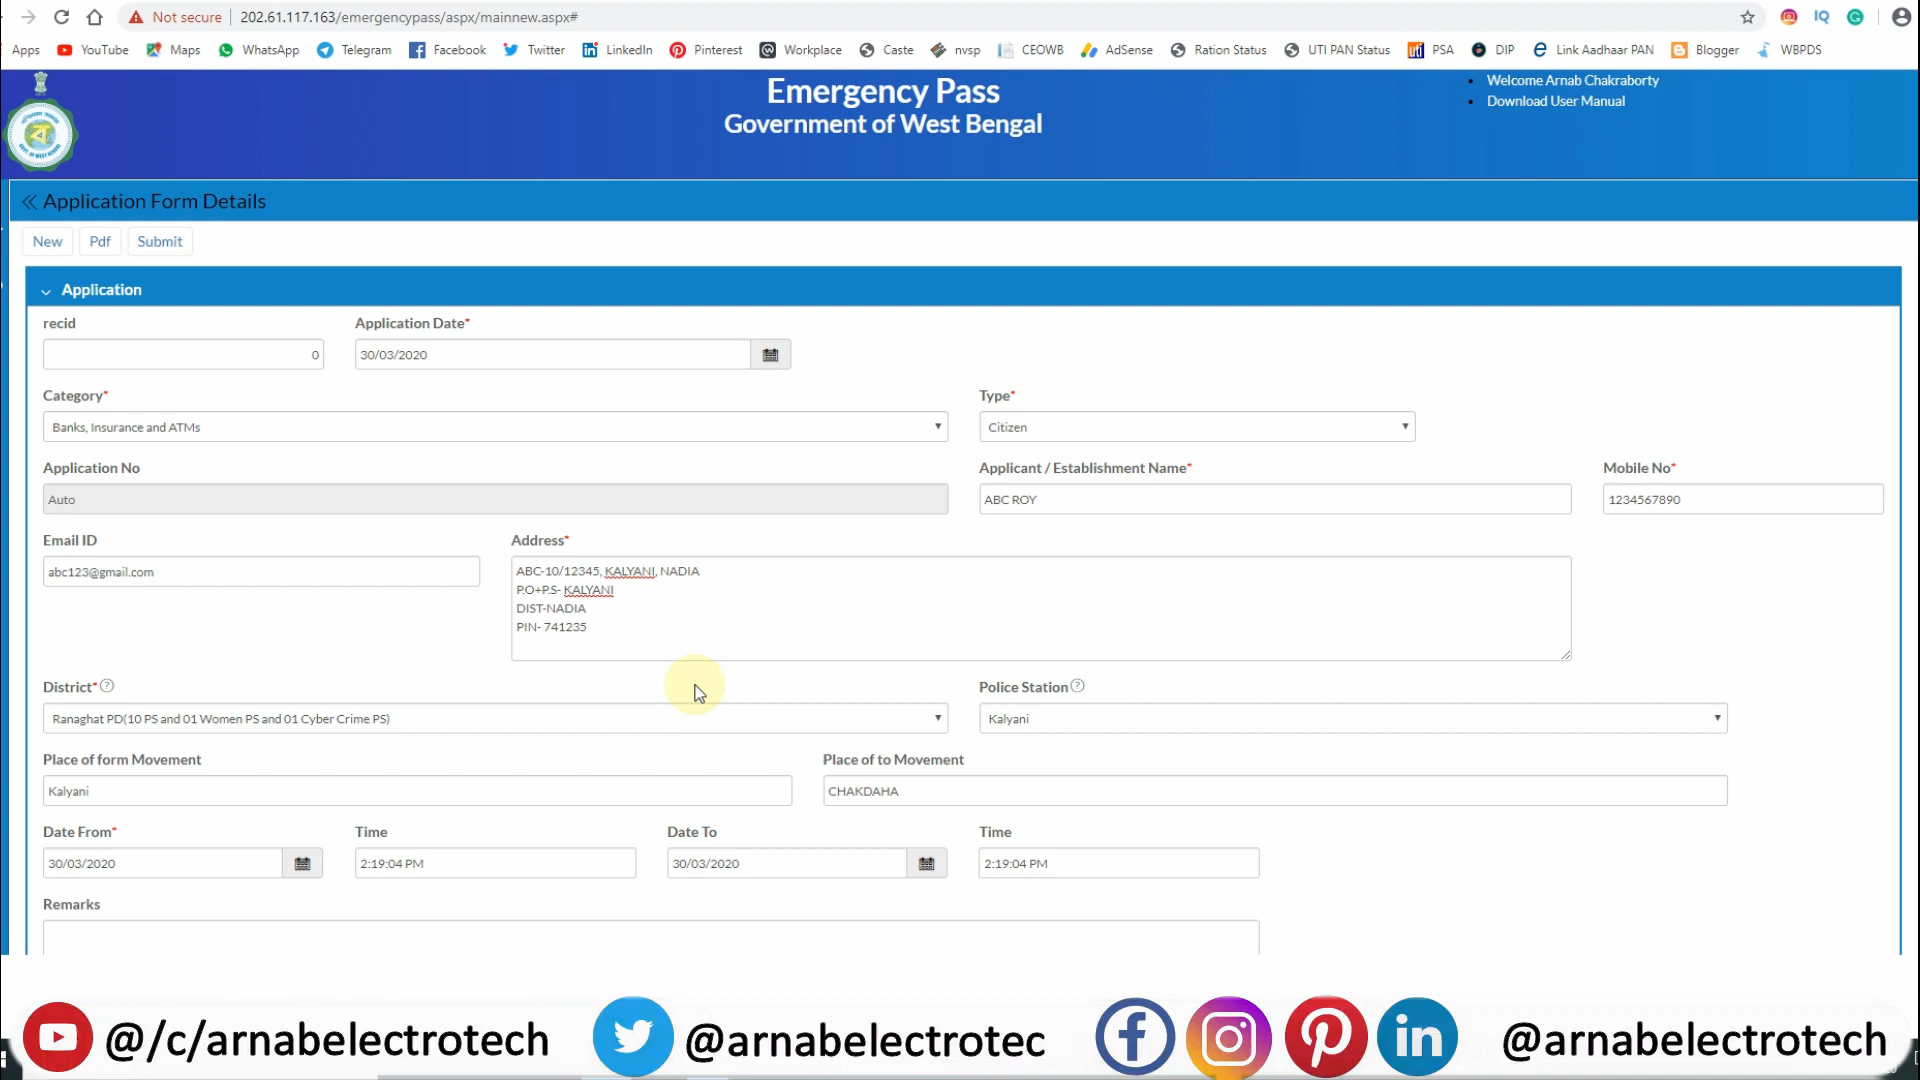 Not secure | 202.61.117.163/emergencypass/aspx/mainnew.aspx#
Apps YouTube Maps WhatsApp Telegram Facebook Twitter LinkedIn Pinterest Workplace Caste nvsp CEOWB AdSense Ration Status UTI PAN Status PSA DIP Link Aadhaar PAN Blogger WBPDS
Emergency Pass
Government of West Bengal
Welcome Arnab Chakraborty
Download User Manual
Application Form Details
New Pdf Submit
Application
recid Application Date*
0 30/03/2020
Category* Type*
Banks, Insurance and ATMs Citizen
Application No Applicant / Establishment Name* Mobile No*
Auto ABC ROY 1234567890
Email ID Address*
abc123@gmail.com
ABC-10/12345, KALYANI, NADIA
P.O+P.S- KALYANI
DIST-NADIA
PIN- 741235
District* Police Station
Ranaghat PD(10 PS and 01 Women PS and 01 Cyber Crime PS) Kalyani
Place of form Movement Place of to Movement
Kalyani CHAKDAHA
Date From* Time Date To Time
30/03/2020 2:19:04 PM 30/03/2020 2:19:04 PM
Remarks
@/c/arnabelectrotech @arnabelectrotec @arnabelectrotech